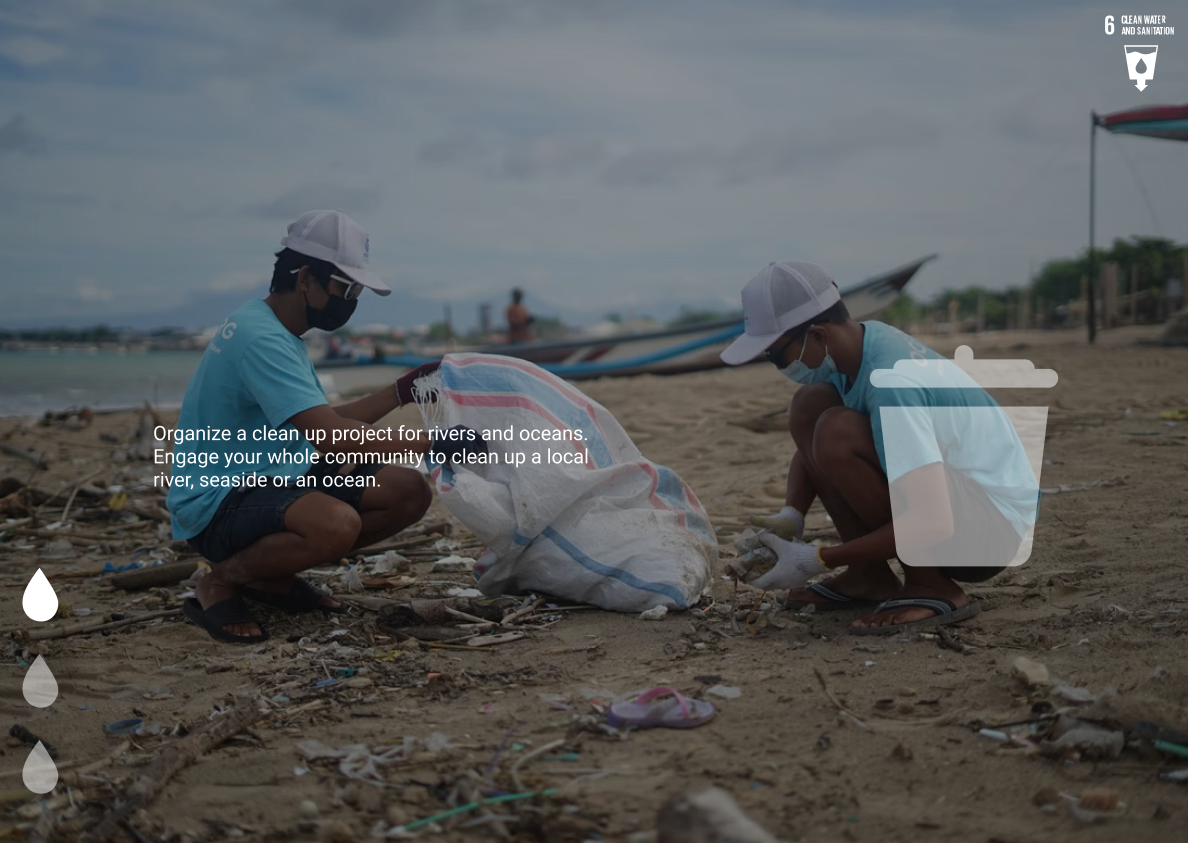 6 CLEAN WATER
AND SANITATION
Organize a clean up project for rivers and oceans.
Engage your whole community to clean up a local
river, seaside or an ocean.